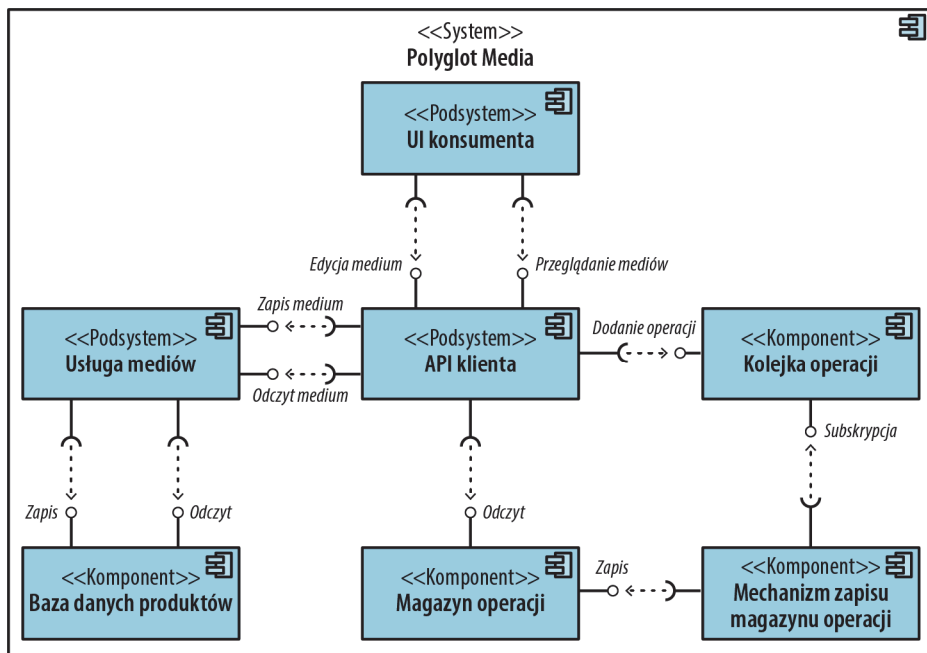 <<System>>
Polyglot Media
<<Podsystem>>
UI konsumenta
Edycja medium
Przeglądanie mediów
Zapis medium
Dodanie operacji
<<Podsystem>>
Usługa mediów
<<Podsystem>>
API klienta
<<Komponent>>
Kolejka operacji
Odczyt medium
Subskrypcja
Zapis
Odczyt
Odczyt
<<Komponent>>
Baza danych produktów
<<Komponent>>
Magazyn operacji
Zapis
<<Komponent>>
Mechanizm zapisu
magazynu operacji